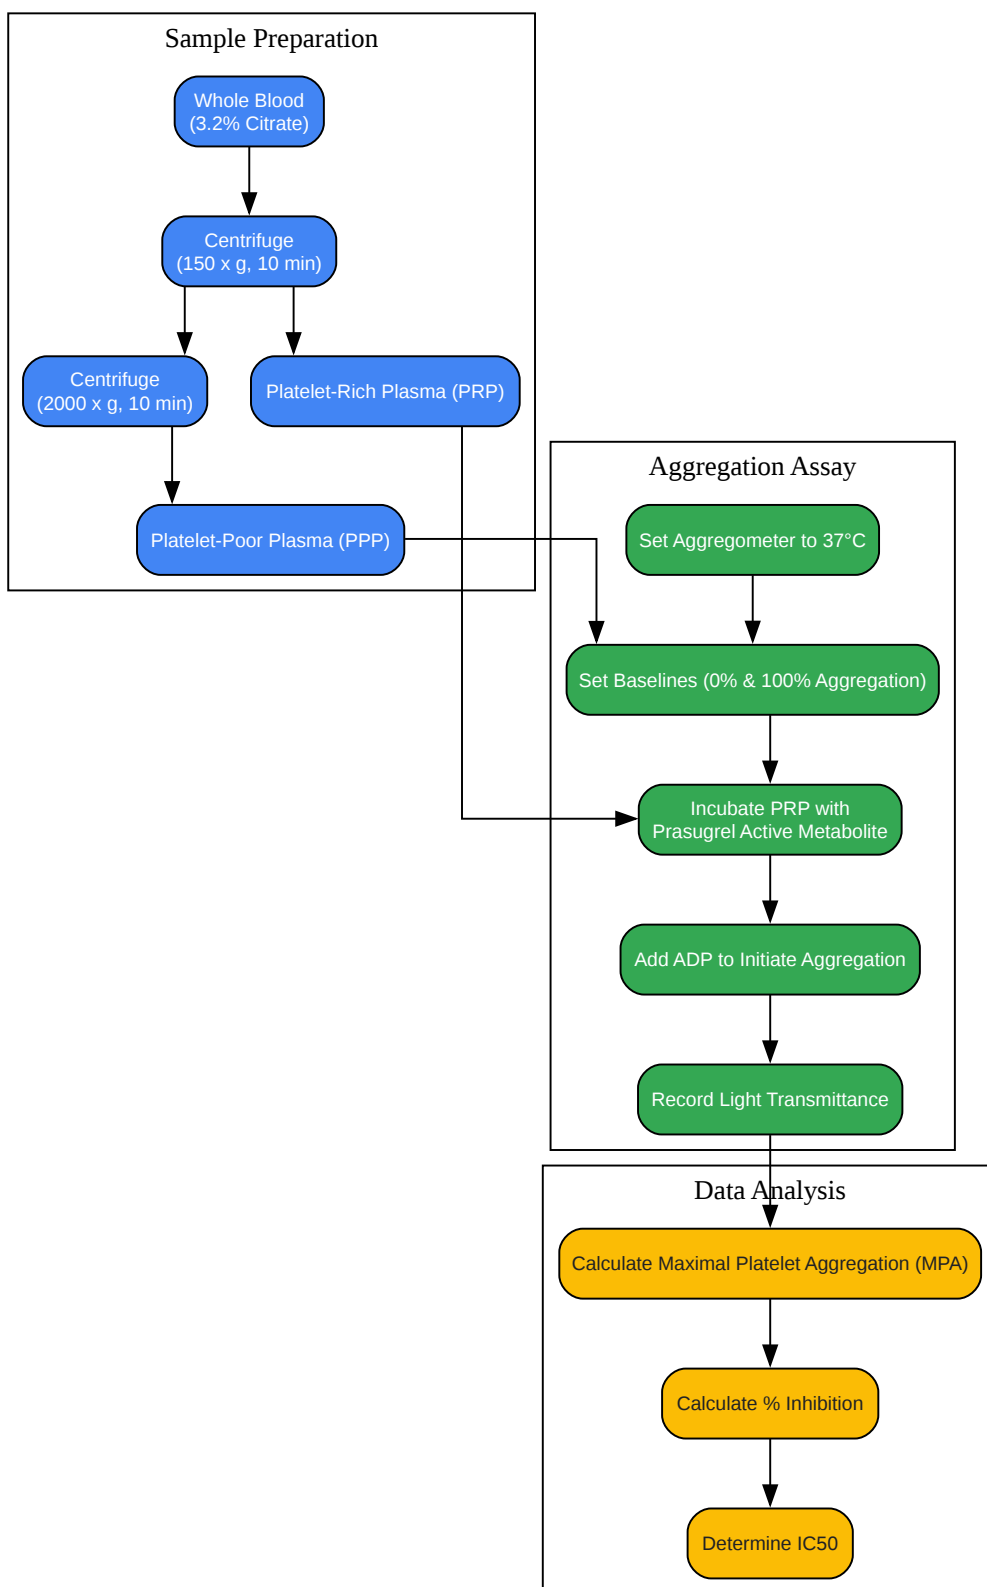 Sample Preparation
Whole Blood
(3.2% Citrate)
Centrifuge
(150 x g, 10 min)
Centrifuge
(2000 x g, 10 min)
Platelet-Rich Plasma (PRP)
Platelet-Poor Plasma (PPP)
Aggregation Assay
Set Aggregometer to 37°C
Set Baselines (0% & 100% Aggregation)
Incubate PRP with
Prasugrel Active Metabolite
Add ADP to Initiate Aggregation
Record Light Transmittance
Data Analysis
Calculate Maximal Platelet Aggregation (MPA)
Calculate % Inhibition
Determine IC50